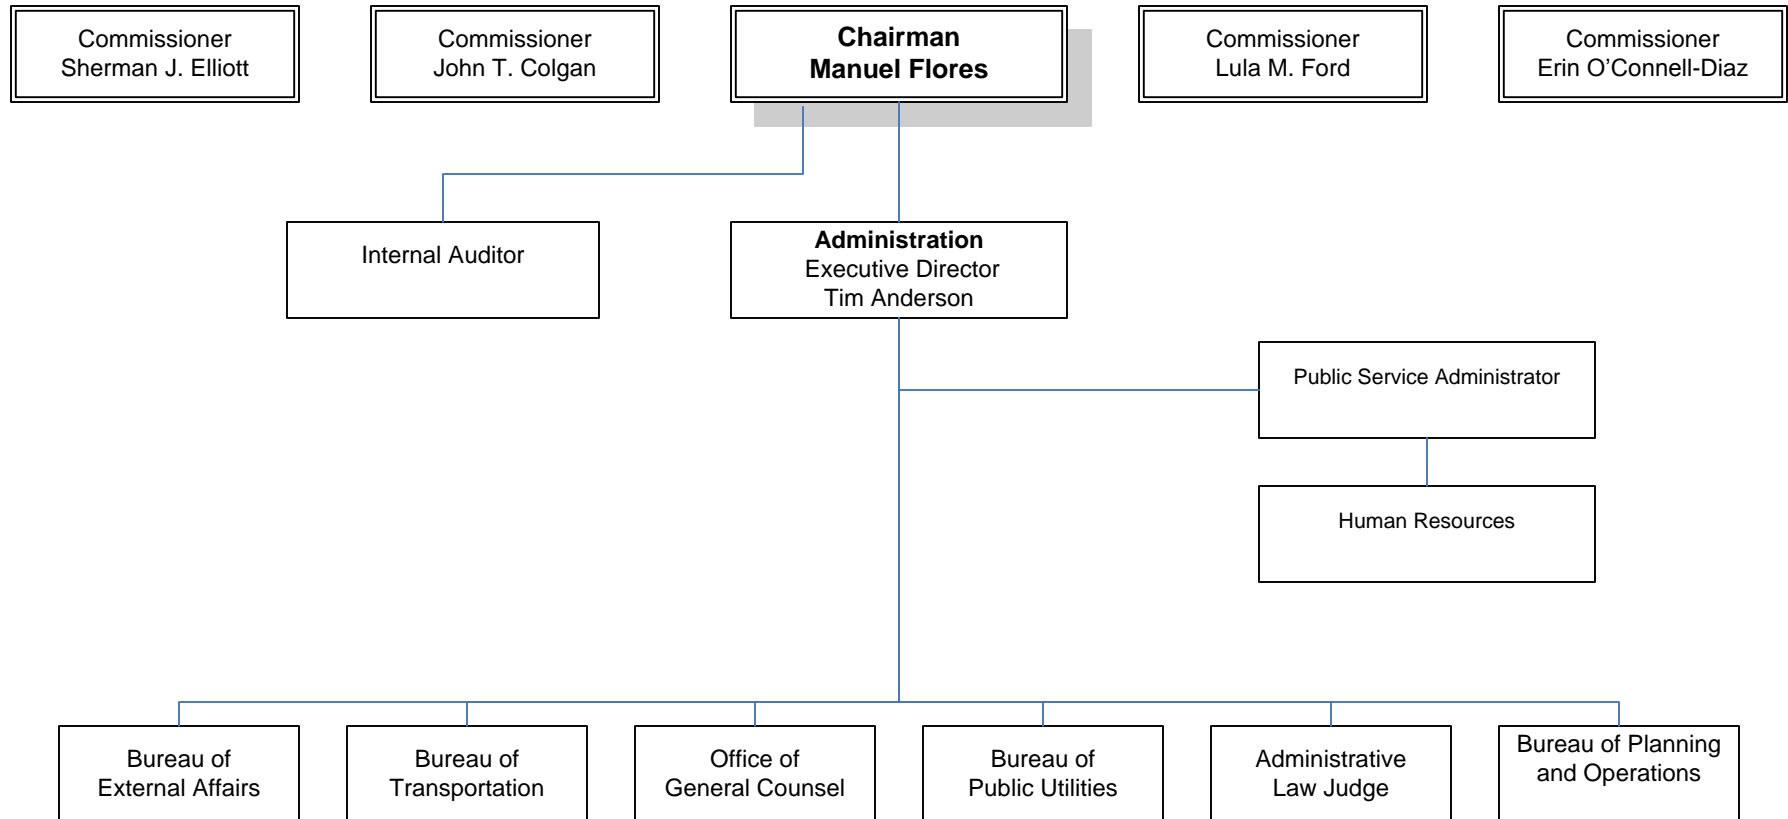 Commissioner
Sherman J. Elliott
Commissioner
John T. Colgan
Chairman
Manuel Flores
Commissioner
Lula M. Ford
Commissioner
Erin O’Connell-Diaz
Internal Auditor
Administration
Executive Director
Tim Anderson
Public Service Administrator
Human Resources
Bureau of
External Affairs
Bureau of
Transportation
Office of
General Counsel
Bureau of
Public Utilities
Administrative
Law Judge
Bureau of Planning
and Operations